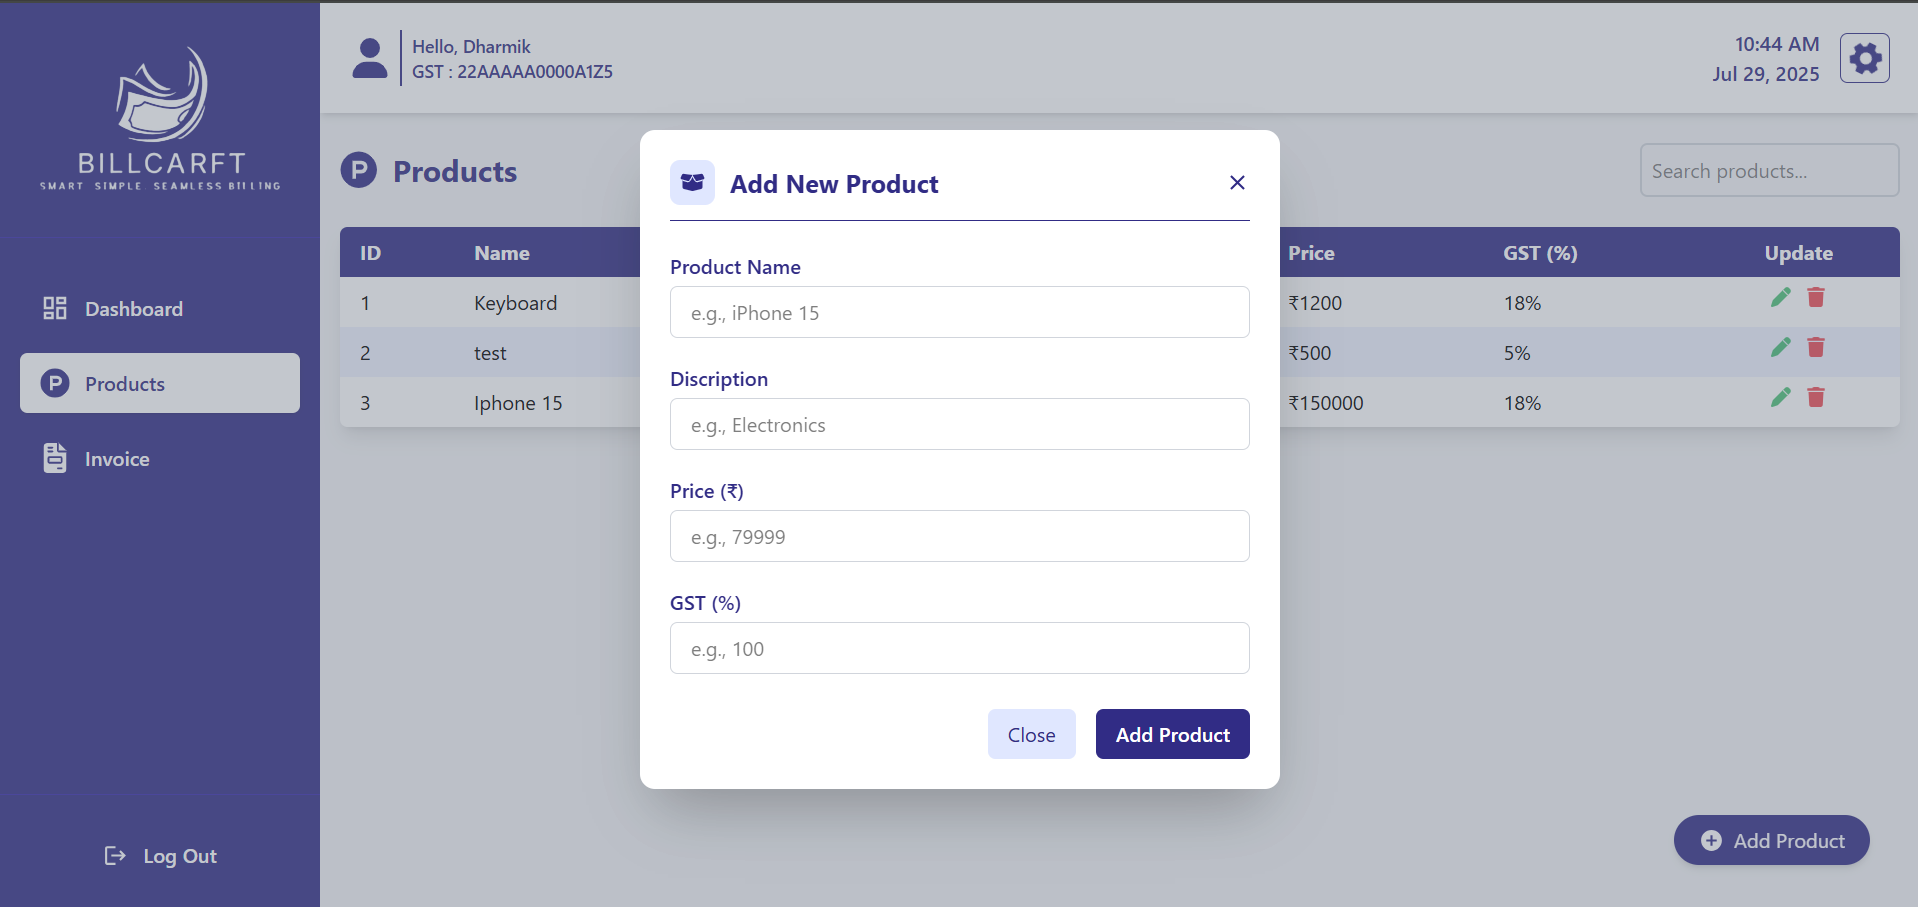 BILLCARFT
SMART. SIMPLE. SEAMLESS BILLING
Dashboard
Products
Invoice
Log Out
Hello, Dharmik
GST : 22AAAAA0000A1Z5
10:44 AM
Jul 29, 2025
P Products
Search products...
ID Name Price GST (%) Update
1 Keyboard ₹1200 18%
2 test ₹500 5%
3 Iphone 15 ₹150000 18%
Add New Product
Product Name
e.g., iPhone 15
Discription
e.g., Electronics
Price (₹)
e.g., 79999
GST (%)
e.g., 100
Close Add Product
Add Product